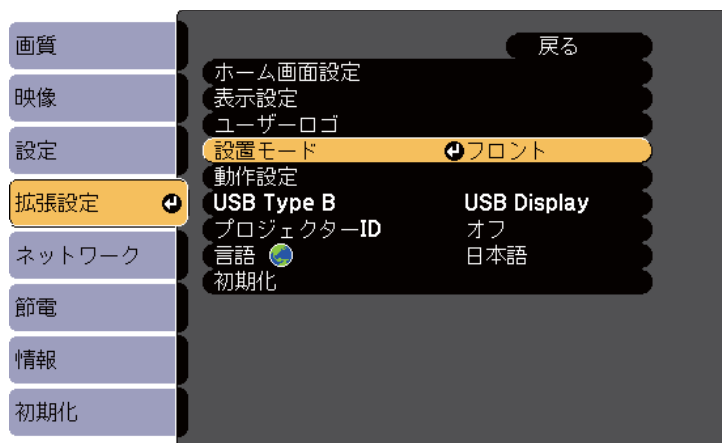 画質
映像
設定
拡張設定
ネットワーク
節電
情報
初期化
戻る
ホーム画面設定
表示設定
ユーザーロゴ
設置モード フロント
動作設定
USB Type B USB Display
プロジェクターID オフ
言語 日本語
初期化